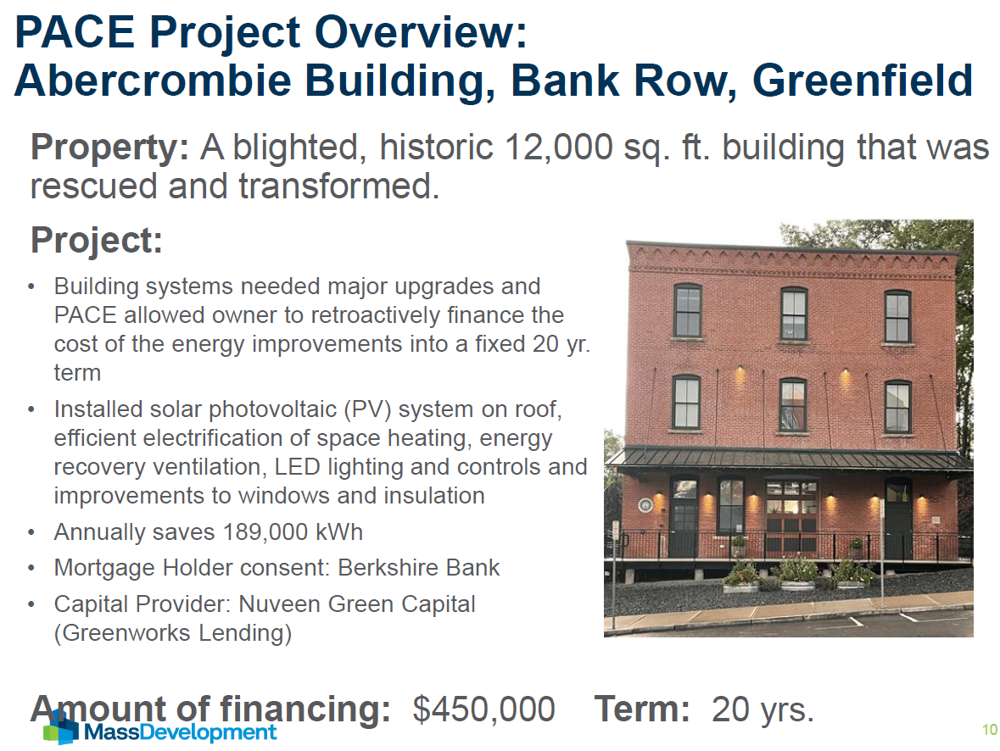 PACE Project Overview:
Abercrombie Building, Bank Row, Greenfield
Property: A blighted, historic 12,000 sq. ft. building that was
rescued and transformed.
Project:
• Building systems needed major upgrades and
PACE allowed owner to retroactively finance the
cost of the energy improvements into a fixed 20 yr.
term
• Installed solar photovoltaic (PV) system on roof,
efficient electrification of space heating, energy
recovery ventilation, LED lighting and controls and
improvements to windows and insulation
• Annually saves 189,000 kWh
• Mortgage Holder consent: Berkshire Bank
• Capital Provider: Nuveen Green Capital
(Greenworks Lending)
Amount of financing: $450,000 Term: 20 yrs.
MassDevelopment
10